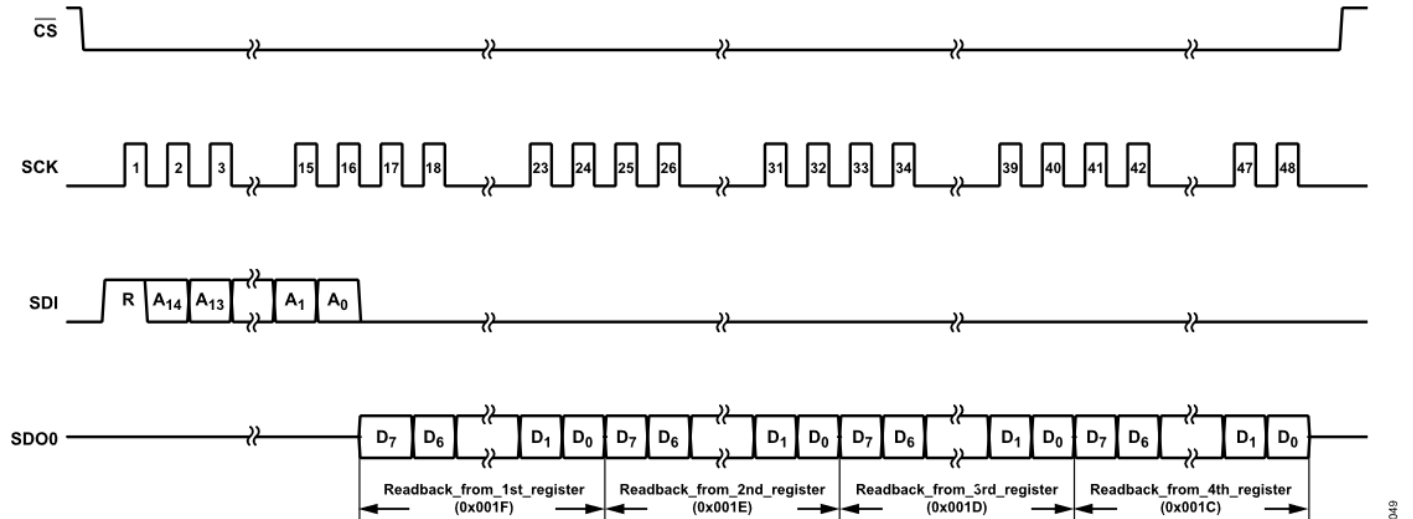 CS
SCK 1 2 3 15 16 17 18 23 24 25 26 31 32 33 34 39 40 41 42 47 48
SDI R A14 A13 A1 A0
SDO0 D7 D6 D1 D0 D7 D6 D1 D0 D7 D6 D1 D0 D7 D6 D1 D0
Readback_from_1st_register Readback_from_2nd_register Readback_from_3rd_register Readback_from_4th_register
(0x001F) (0x001E) (0x001D) (0x001C)
049